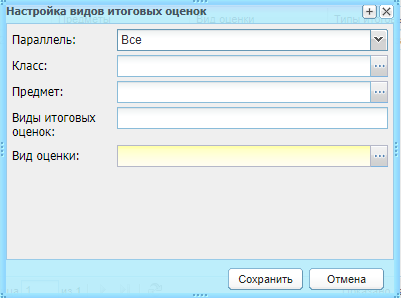 Настройка видов итоговых оценок
Параллель:
Все
Класс:
...
Предмет:
...
Виды итоговых
оценок:
Вид оценки:
...
Сохранить
Отмена